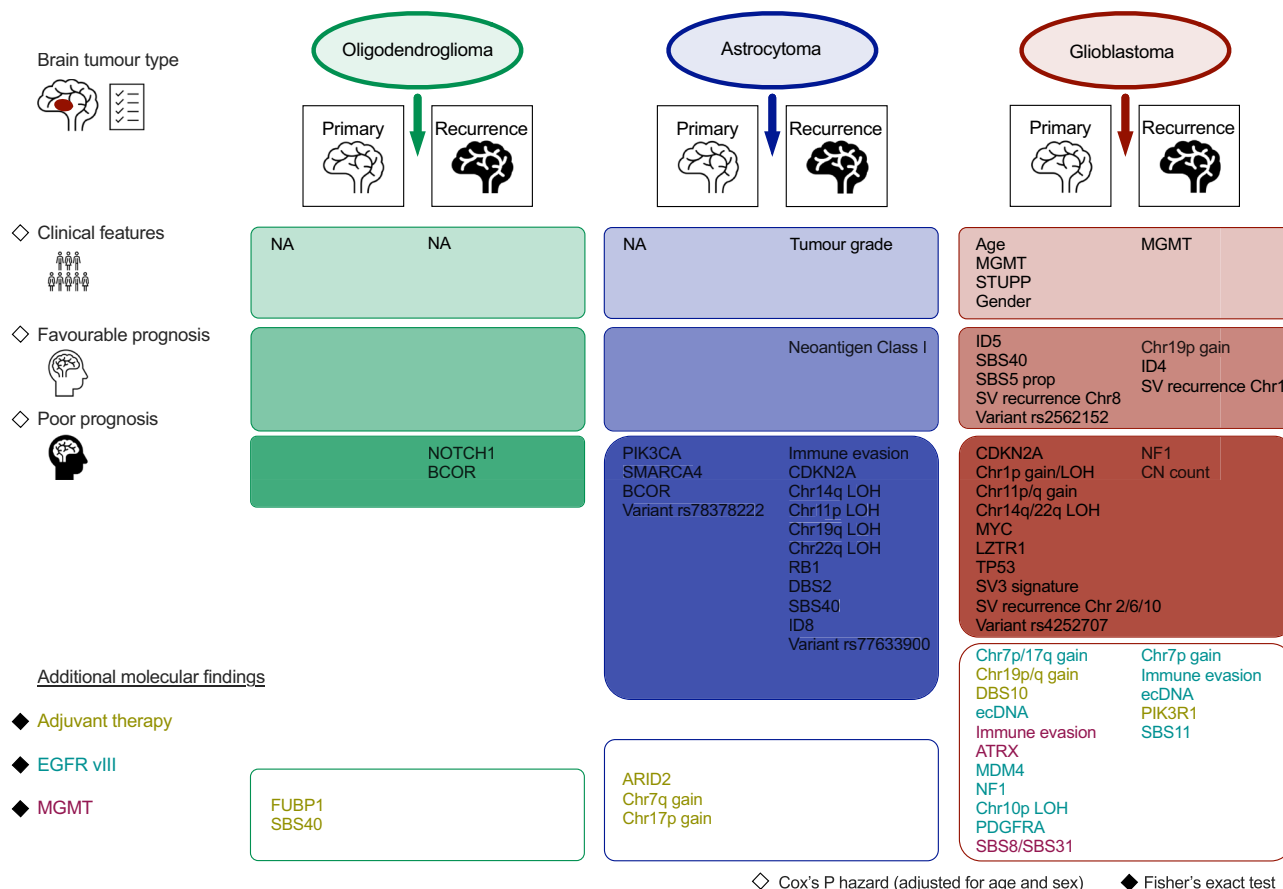 Brain tumour type
Oligodendroglioma
Astrocytoma
Glioblastoma
Primary
Recurrence
Primary
Recurrence
Primary
Recurrence
Clinical features
NA
NA
NA
Tumour grade
Age
MGMT
STUPP
Gender
MGMT
Favourable prognosis
Neoantigen Class I
ID5
SBS40
SBS5 prop
SV recurrence Chr8
Variant rs2562152
Chr19p gain
ID4
SV recurrence Chr1
Poor prognosis
NOTCH1
BCOR
PIK3CA
SMARCA4
BCOR
Variant rs78378222
Immune evasion
CDKN2A
Chr14q LOH
Chr11p LOH
Chr19q LOH
Chr22q LOH
RB1
DBS2
SBS40
ID8
Variant rs77633900
CDKN2A
Chr1p gain/LOH
Chr11p/q gain
Chr14q/22q LOH
MYC
LZTR1
TP53
SV3 signature
SV recurrence Chr 2/6/10
Variant rs4252707
NF1
CN count
Additional molecular findings
Adjuvant therapy
EGFR vIII
MGMT
FUBP1
SBS40
ARID2
Chr7q gain
Chr17p gain
Chr7p/17q gain
Chr19p/q gain
DBS10
ecDNA
Immune evasion
ATRX
MDM4
NF1
Chr10p LOH
PDGFRA
SBS8/SBS31
Chr7p gain
Immune evasion
ecDNA
PIK3R1
SBS11
Cox's P hazard (adjusted for age and sex)
Fisher's exact test